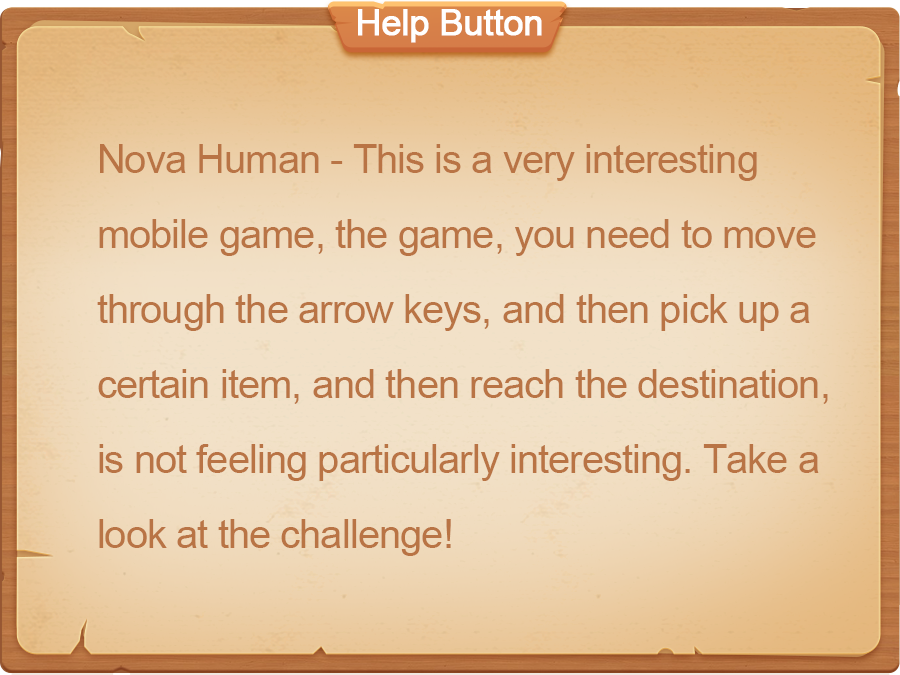 Help Button
Nova Human - This is a very interesting
mobile game, the game, you need to move
through the arrow keys, and then pick up a
certain item, and then reach the destination,
is not feeling particularly interesting. Take a
look at the challenge!